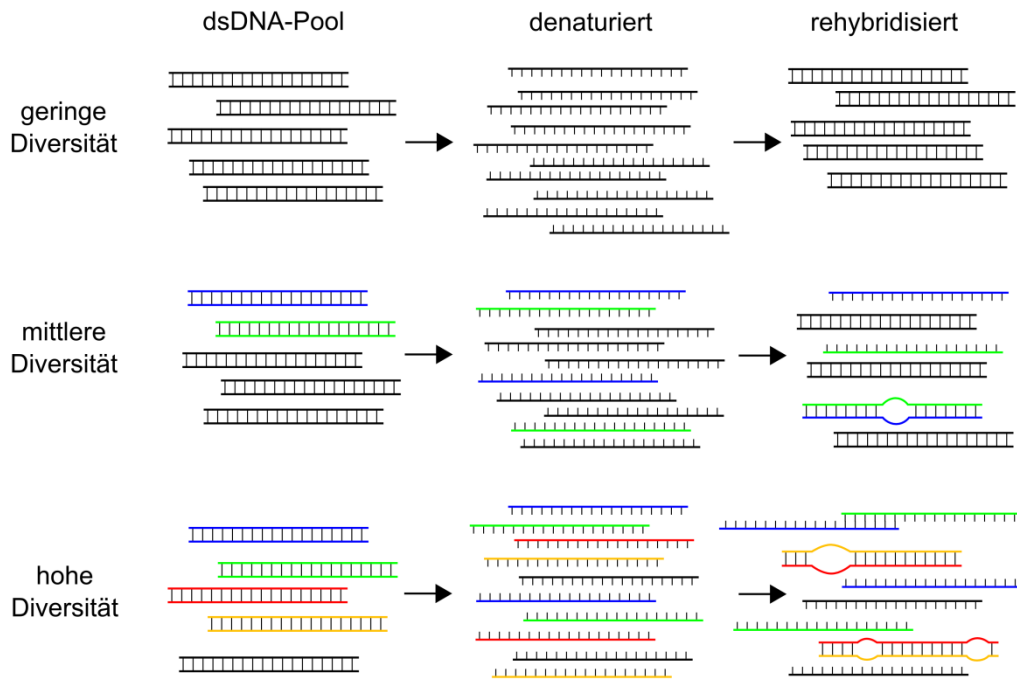 dsDNA-Pool
denaturiert
rehybridisiert
geringe
Diversität
mittlere
Diversität
hohe
Diversität